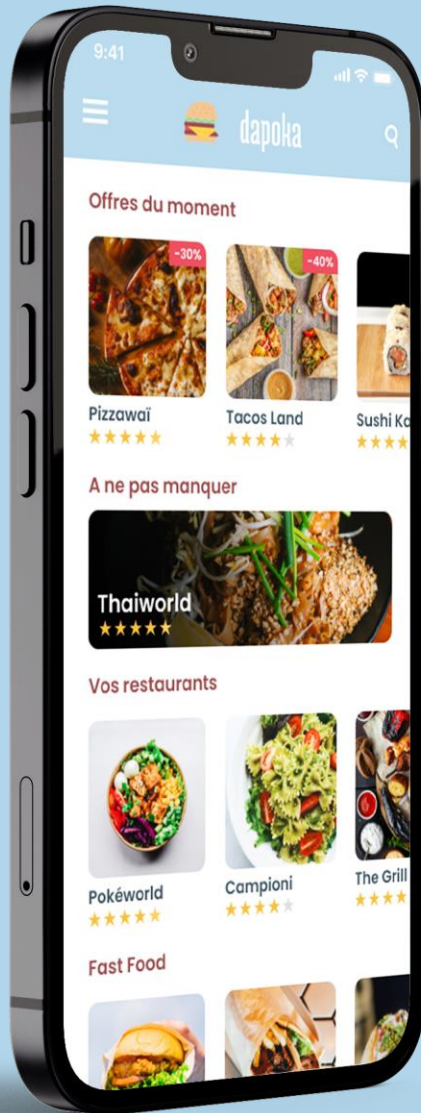 9:41
dapoka
Offres du moment
-30%
-40%
Pizzawaï
Tacos Land
Sushi
A ne pas manquer
Thaiworld
Vos restaurants
Pokéworld
Campioni
The Grill
Fast Food